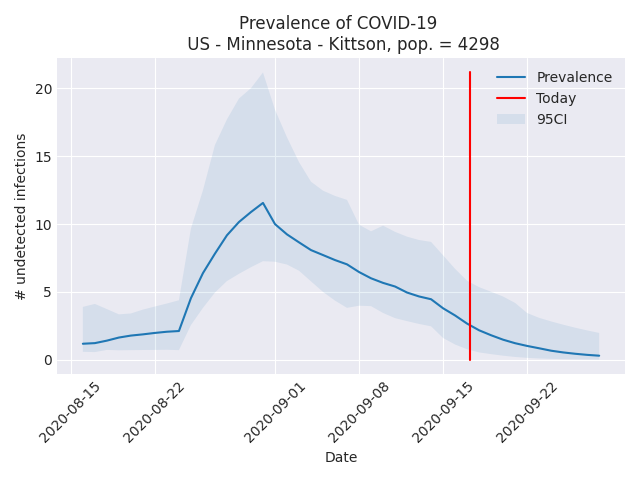 Prevalence of COVID-19
US - Minnesota - Kittson, pop. = 4298
# undetected infections
20
15
10
5
0
Prevalence
Today
95CI
2020-08-15
2020-08-22
2020-09-01
2020-09-08
2020-09-15
2020-09-22
Date